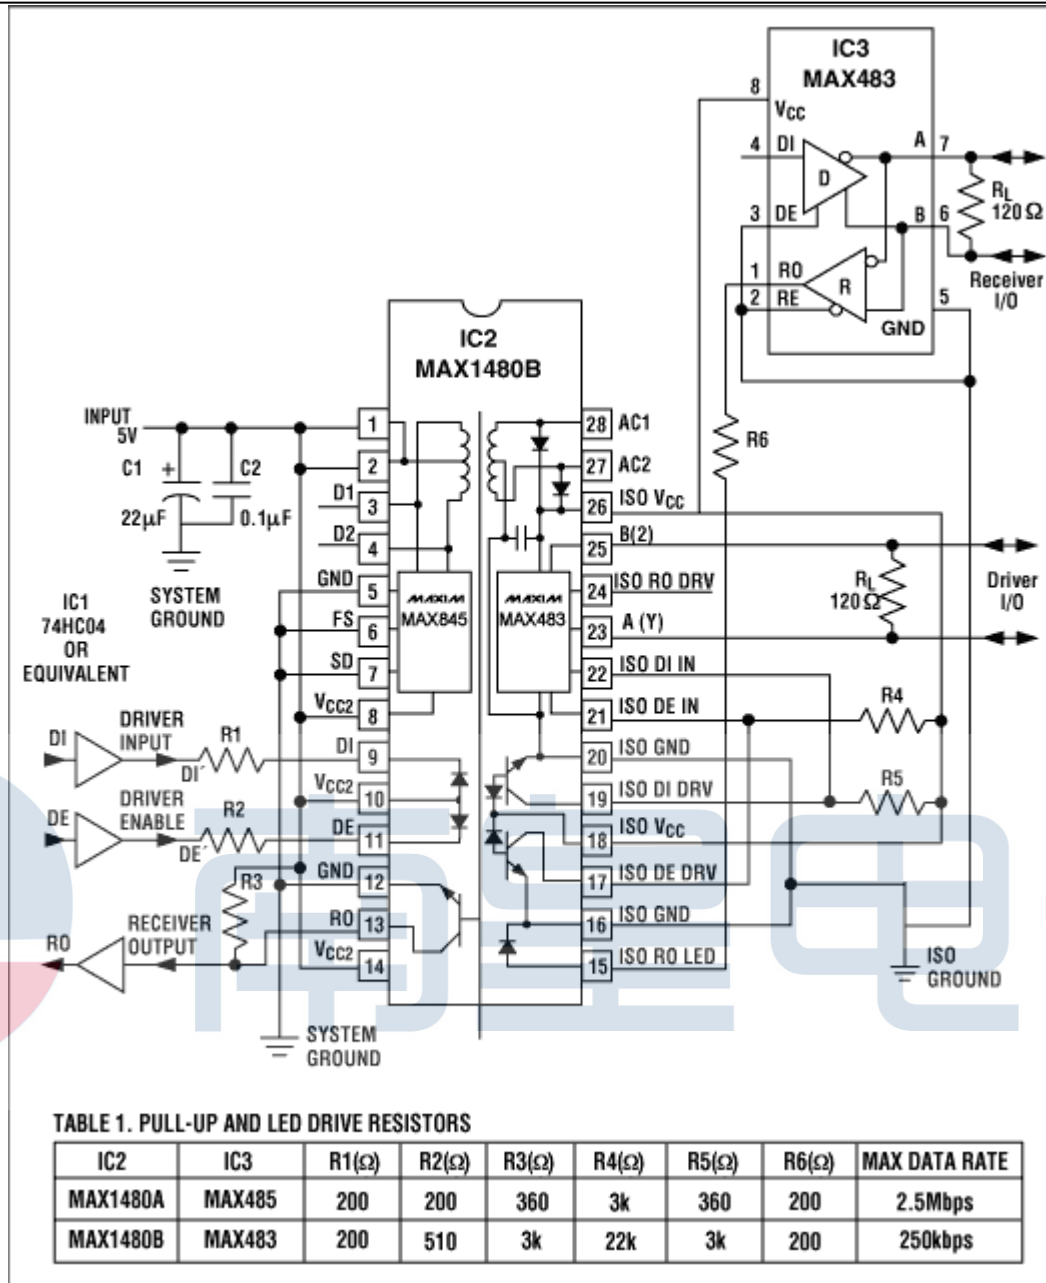 IC3
MAX483
8
VCC
4 DI
A 7
D
RL
120Ω
3 DE
B 6
1 RO
R
Receiver
I/O
2 RE
5
GND
IC2
MAX1480B
INPUT
5V
C1
+
22µF
C2
0.1µF
SYSTEM
GROUND
1
2
D1
3
D2
4
GND
5
FS
6
SD
7
VCC2
8
DI
9
VCC2
10
DE
11
GND
12
RO
13
VCC2
14
MAXIM
MAX845
MAXIM
MAX483
28 AC1
27 AC2
26 ISO VCC
25 B(2)
24 ISO RO DRV
23 A (Y)
22 ISO DI IN
21 ISO DE IN
20 ISO GND
19 ISO DI DRV
18 ISO VCC
17 ISO DE DRV
16 ISO GND
15 ISO RO LED
R6
RL
120Ω
Driver
I/O
R4
R5
ISO
GROUND
IC1
74HC04
OR
EQUIVALENT
DI
DRIVER
INPUT
DI´
R1
DE
DRIVER
ENABLE
DE´
R2
R3
RO
RECEIVER
OUTPUT
SYSTEM
GROUND
TABLE 1. PULL-UP AND LED DRIVE RESISTORS
IC2 IC3 R1(Ω) R2(Ω) R3(Ω) R4(Ω) R5(Ω) R6(Ω) MAX DATA RATE
MAX1480A MAX485 200 200 360 3k 360 200 2.5Mbps
MAX1480B MAX483 200 510 3k 22k 3k 200 250kbps